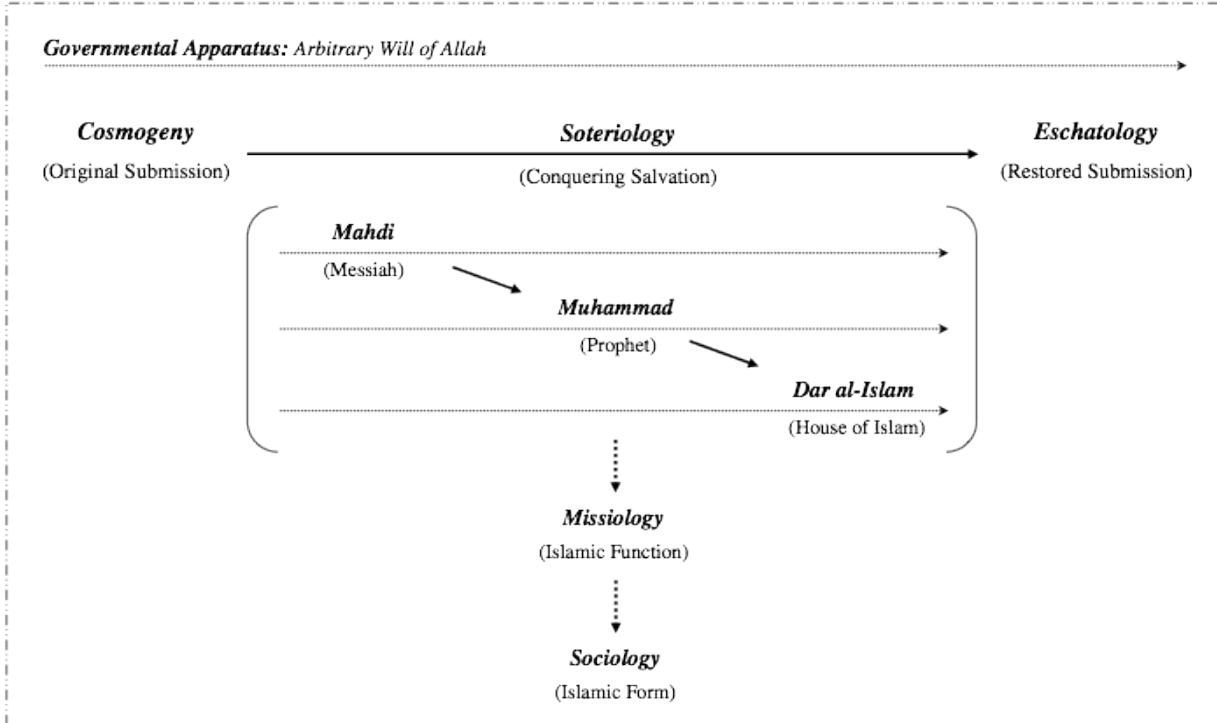 Governmental Apparatus: Arbitrary Will of Allah
Cosmogeny
Soteriology
Eschatology
(Original Submission)
(Conquering Salvation)
(Restored Submission)
Mahdi
(Messiah)
Muhammad
(Prophet)
Dar al-Islam
(House of Islam)
Missiology
(Islamic Function)
Sociology
(Islamic Form)